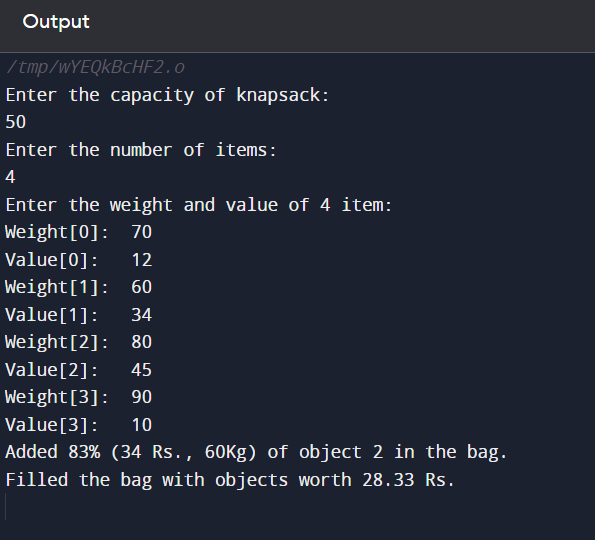 Output
/tmp/wYEQkBcHF2.o
Enter the capacity of knapsack:
50
Enter the number of items:
4
Enter the weight and value of 4 item:
Weight[0]:  70
Value[0]:   12
Weight[1]:  60
Value[1]:   34
Weight[2]:  80
Value[2]:   45
Weight[3]:  90
Value[3]:   10
Added 83% (34 Rs., 60Kg) of object 2 in the bag.
Filled the bag with objects worth 28.33 Rs.